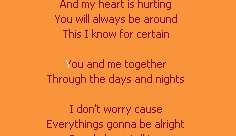 And my heart is hurting
You will always be around
This I know for certain
You and me together
Through the days and nights
I don't worry cause
Everythings gonna be alright